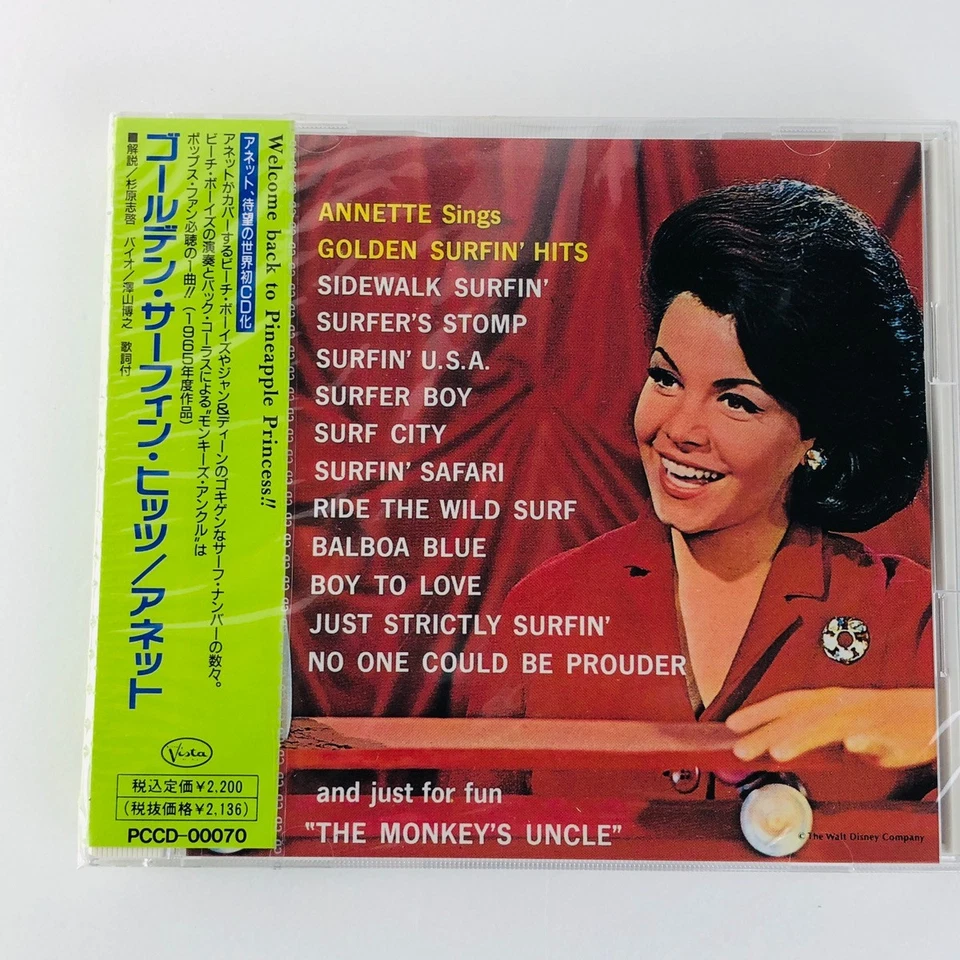 Welcome back to Pineapple Princess!!
アネット、待望の世界初CD化
アネットがカバーするビーチ・ボーイズやジャン&ディーンのゴキゲンなサーフ・ナンバーの数々。
ビーチ・ボーイズの演奏とバック・コーラスによる"モンキーズ・アンクル"は
ポップス・ファン必聴の一曲!! (1965年度作品)
ゴールデン・サーフィン・ヒッツ/アネット
■解説/杉原志啓 バイオ/澤山博之 歌詞付
Vista
税込定価¥2,200
(税抜価格¥2,136)
PCCD-00070
ANNETTE Sings
GOLDEN SURFIN' HITS
SIDEWALK SURFIN'
SURFER'S STOMP
SURFIN' U.S.A.
SURFER BOY
SURF CITY
SURFIN' SAFARI
RIDE THE WILD SURF
BALBOA BLUE
BOY TO LOVE
JUST STRICTLY SURFIN'
NO ONE COULD BE PROUDER
and just for fun
"THE MONKEY'S UNCLE"
© The Walt Disney Company